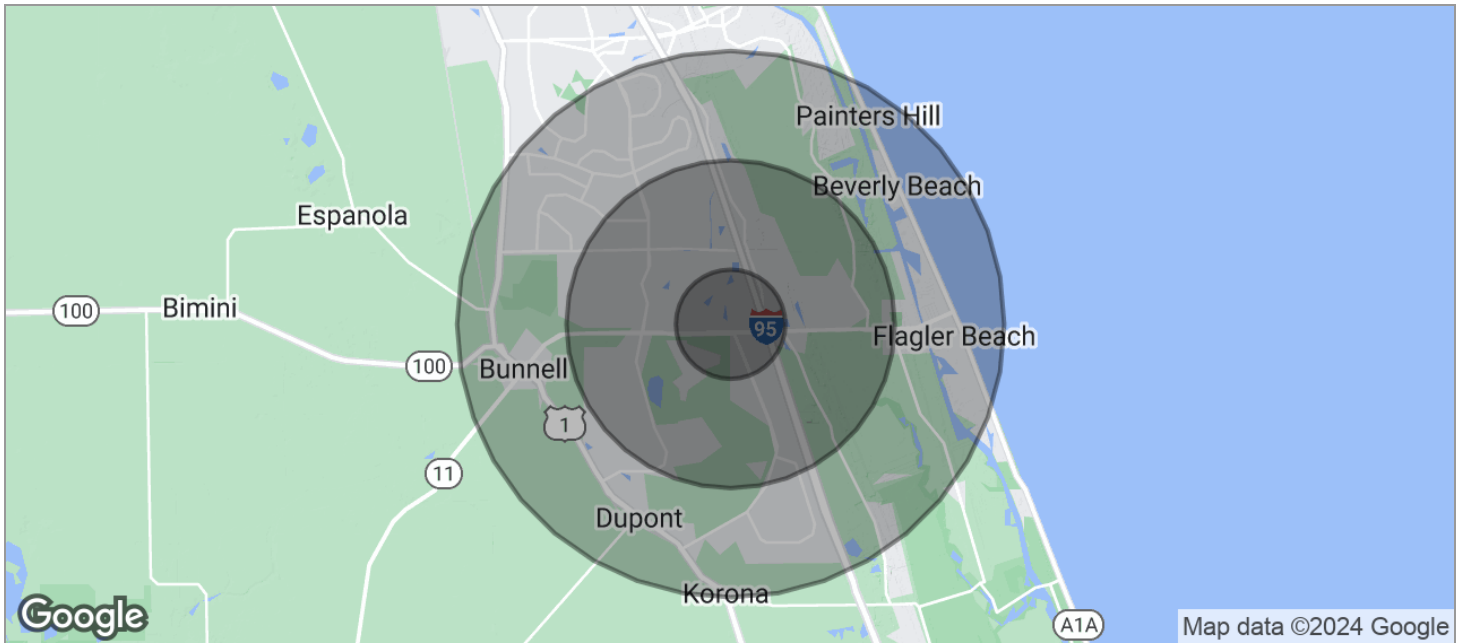 Painters Hill
Beverly Beach
Espanola
100
Bimini
95
Flagler Beach
100
Bunnell
1
11
Dupont
Korona
Google
A1A
Map data ©2024 Google